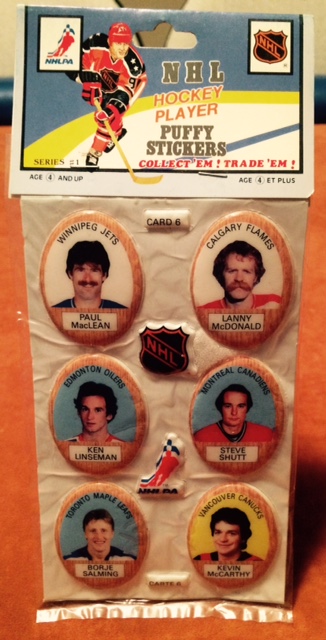 NHLPA
NHL
NHL
HOCKEY
PLAYER
PUFFY
STICKERS
SERIES #1
COLLECT 'EM! TRADE 'EM!
AGE 4 AND UP
AGE 4 ET PLUS
CARD 6
WINNIPEG JETS
PAUL
MacLEAN
CALGARY FLAMES
LANNY
McDONALD
NHL
EDMONTON OILERS
KEN
LINSEMAN
MONTREAL CANADIENS
STEVE
SHUTT
NHLPA
TORONTO MAPLE LEAFS
BORJE
SALMING
VANCOUVER CANUCKS
KEVIN
McCARTHY
CARTE 6